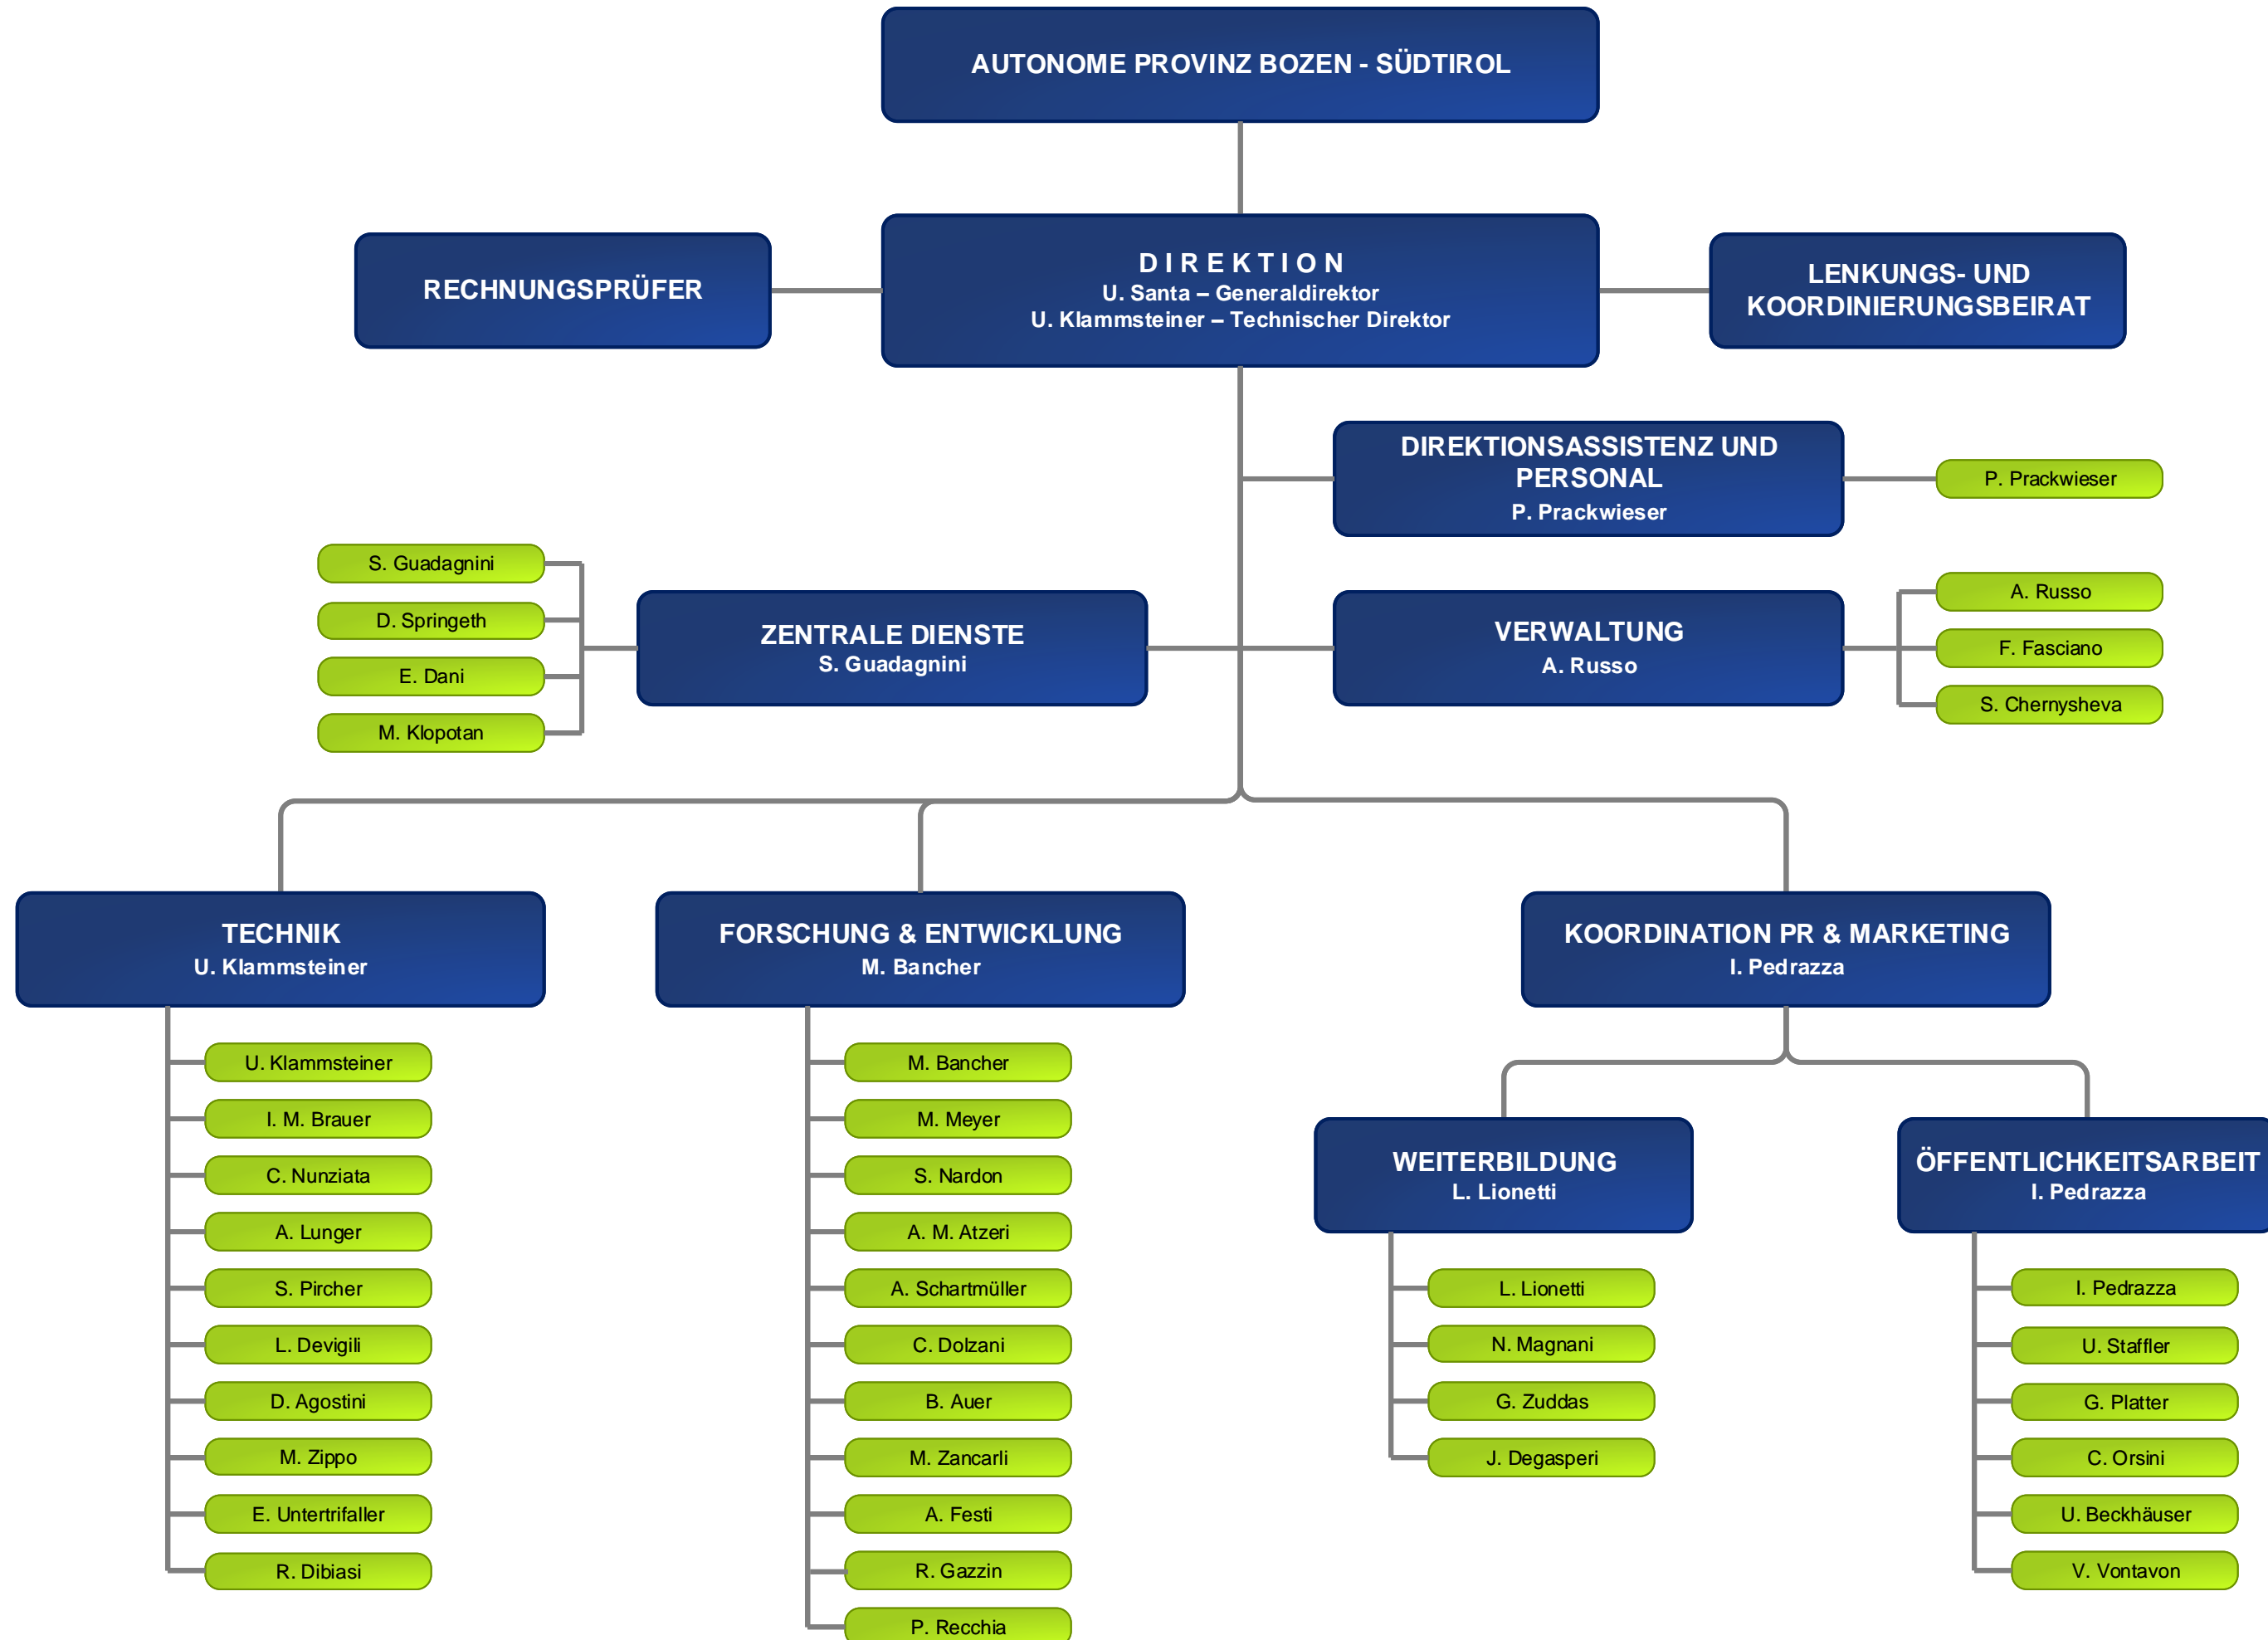 AUTONOME PROVINZ BOZEN - SÜDTIROL
RECHNUNGSPRÜFER
D I R E K T I O N
U. Santa – Generaldirektor
U. Klammsteiner – Technischer Direktor
LENKUNGS- UND
KOORDINIERUNGSBEIRAT
DIREKTIONSASSISTENZ UND
PERSONAL
P. Prackwieser
P. Prackwieser
S. Guadagnini
D. Springeth
E. Dani
M. Klopotan
ZENTRALE DIENSTE
S. Guadagnini
VERWALTUNG
A. Russo
A. Russo
F. Fasciano
S. Chernysheva
TECHNIK
U. Klammsteiner
U. Klammsteiner
I. M. Brauer
C. Nunziata
A. Lunger
S. Pircher
L. Devigili
D. Agostini
M. Zippo
E. Untertrifaller
R. Dibiasi
FORSCHUNG & ENTWICKLUNG
M. Bancher
M. Bancher
M. Meyer
S. Nardon
A. M. Atzeri
A. Schartmüller
C. Dolzani
B. Auer
M. Zancarli
A. Festi
R. Gazzin
P. Recchia
KOORDINATION PR & MARKETING
I. Pedrazza
WEITERBILDUNG
L. Lionetti
L. Lionetti
N. Magnani
G. Zuddas
J. Degasperi
ÖFFENTLICHKEITSARBEIT
I. Pedrazza
I. Pedrazza
U. Staffler
G. Platter
C. Orsini
U. Beckhäuser
V. Vontavon